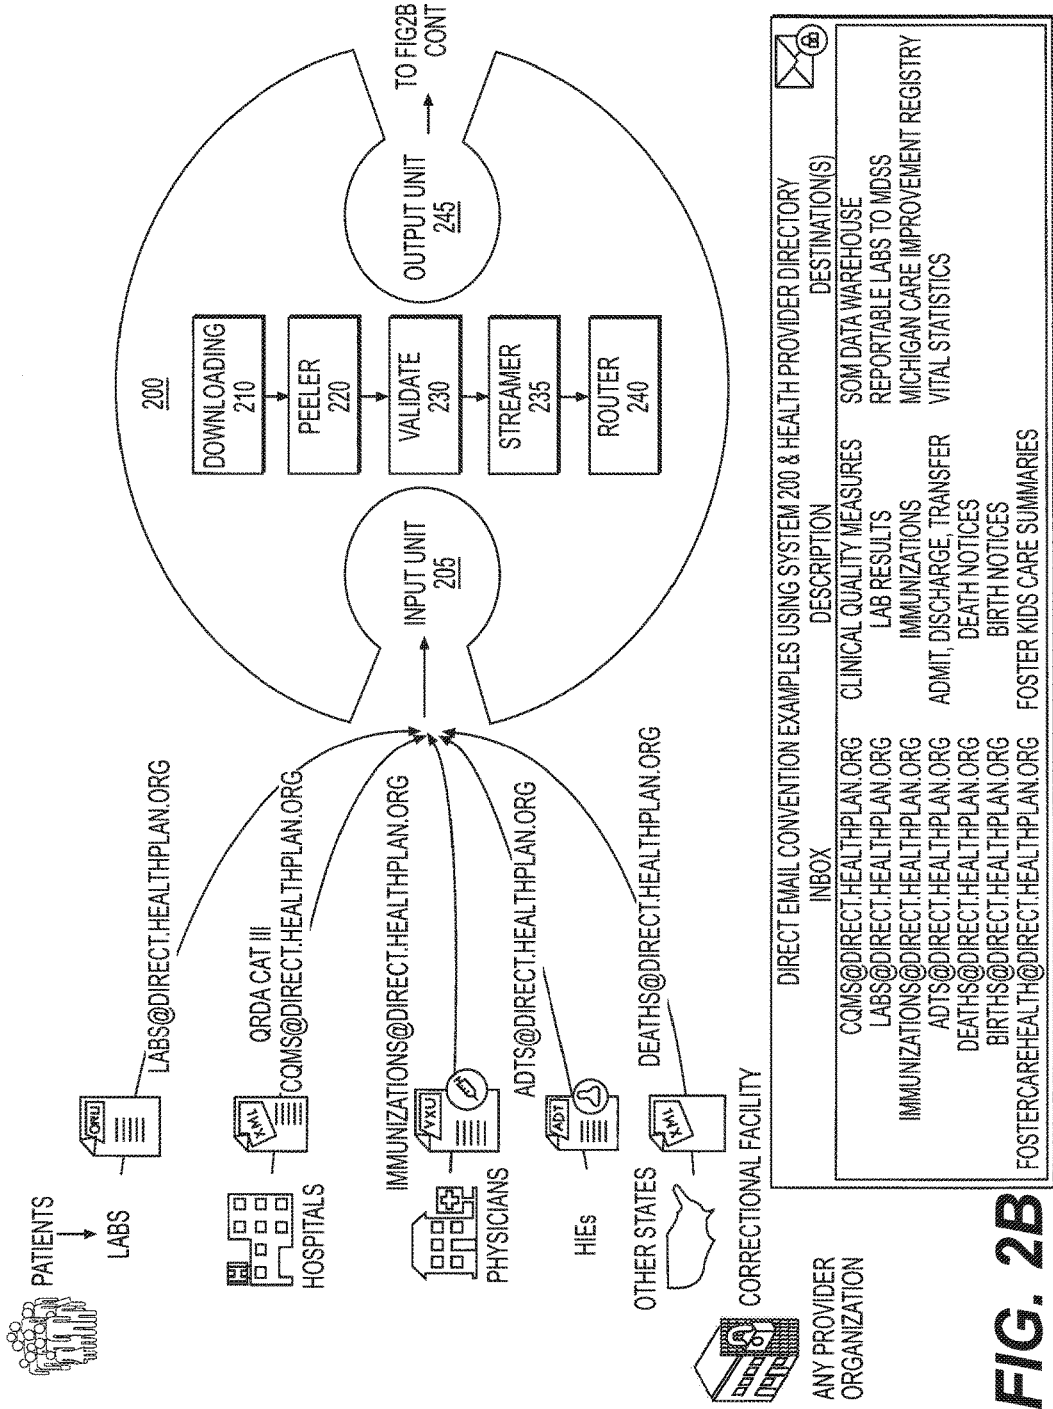 PATIENTS
LABS
ORU
LABS@DIRECT.HEALTHPLAN.ORG
HOSPITALS
H
XML
QRDA CAT III
CQMS@DIRECT.HEALTHPLAN.ORG
PHYSICIANS
VXU
IMMUNIZATIONS@DIRECT.HEALTHPLAN.ORG
HIEs
ADT
ADTS@DIRECT.HEALTHPLAN.ORG
OTHER STATES
XML
DEATHS@DIRECT.HEALTHPLAN.ORG
CORRECTIONAL FACILITY
ANY PROVIDER
ORGANIZATION
200
INPUT UNIT
205
DOWNLOADING
210
PEELER
220
VALIDATE
230
STREAMER
235
ROUTER
240
OUTPUT UNIT
245
TO FIG2B
CONT
DIRECT EMAIL CONVENTION EXAMPLES USING SYSTEM 200 & HEALTH PROVIDER DIRECTORY
INBOX DESCRIPTION DESTINATION(S)
CQMS@DIRECT.HEALTHPLAN.ORG CLINICAL QUALITY MEASURES SOM DATA WAREHOUSE
LABS@DIRECT.HEALTHPLAN.ORG LAB RESULTS REPORTABLE LABS TO MDSS
IMMUNIZATIONS@DIRECT.HEALTHPLAN.ORG IMMUNIZATIONS MICHIGAN CARE IMPROVEMENT REGISTRY
ADTS@DIRECT.HEALTHPLAN.ORG ADMIT, DISCHARGE, TRANSFER VITAL STATISTICS
DEATHS@DIRECT.HEALTHPLAN.ORG DEATH NOTICES
BIRTHS@DIRECT.HEALTHPLAN.ORG BIRTH NOTICES
FOSTERCAREHEALTH@DIRECT.HEALTHPLAN.ORG FOSTER KIDS CARE SUMMARIES
FIG. 2B